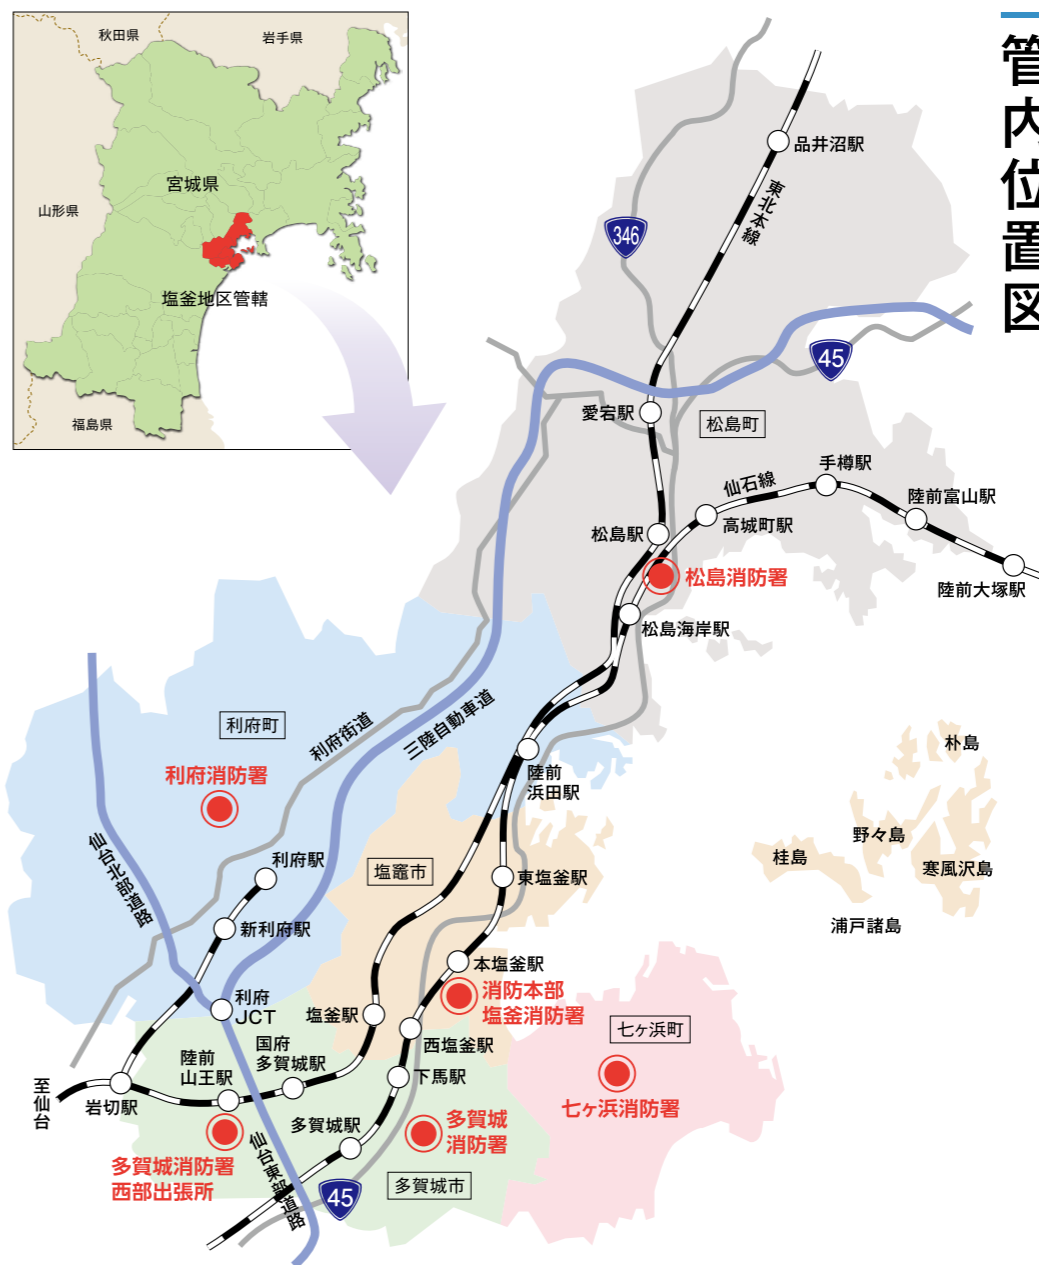 管内位置図
秋田県
岩手県
宮城県
山形県
塩釜地区管轄
福島県
品井沼駅
東北本線
346
45
愛宕駅
松島町
手樽駅
仙石線
陸前富山駅
高城町駅
松島駅
松島消防署
陸前大塚駅
松島海岸駅
利府町
利府街道
三陸自動車道
利府消防署
陸前
浜田駅
朴島
野々島
桂島
寒風沢島
浦戸諸島
仙台北部道路
利府駅
塩竈市
東塩釜駅
新利府駅
本塩釜駅
消防本部
塩釜消防署
利府
JCT
塩釜駅
西塩釜駅
七ヶ浜町
国府
多賀城駅
陸前
山王駅
下馬駅
至仙台
岩切駅
七ヶ浜消防署
多賀城駅
多賀城
消防署
仙台東部道路
多賀城消防署
西部出張所
45
多賀城市